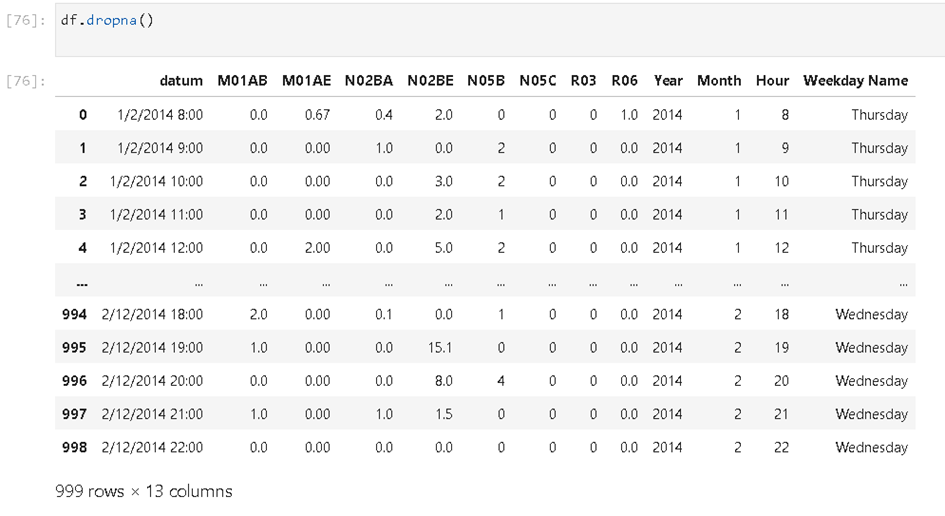 [76]: df.dropna()
[76]:
datum M01AB M01AE N02BA N02BE N05B N05C R03 R06 Year Month Hour Weekday Name
0 1/2/2014 8:00 0.0 0.67 0.4 2.0 0 0 0 1.0 2014 1 8 Thursday
1 1/2/2014 9:00 0.0 0.00 1.0 0.0 2 0 0 0.0 2014 1 9 Thursday
2 1/2/2014 10:00 0.0 0.00 0.0 3.0 2 0 0 0.0 2014 1 10 Thursday
3 1/2/2014 11:00 0.0 0.00 0.0 2.0 1 0 0 0.0 2014 1 11 Thursday
4 1/2/2014 12:00 0.0 2.00 0.0 5.0 2 0 0 0.0 2014 1 12 Thursday
... ... ... ... ... ... ... ... ... ... ... ... ... ...
994 2/12/2014 18:00 2.0 0.00 0.1 0.0 1 0 0 0.0 2014 2 18 Wednesday
995 2/12/2014 19:00 1.0 0.00 0.0 15.1 0 0 0 0.0 2014 2 19 Wednesday
996 2/12/2014 20:00 0.0 0.00 0.0 8.0 4 0 0 0.0 2014 2 20 Wednesday
997 2/12/2014 21:00 1.0 0.00 1.0 1.5 0 0 0 0.0 2014 2 21 Wednesday
998 2/12/2014 22:00 0.0 0.00 0.0 0.0 0 0 0 0.0 2014 2 22 Wednesday
999 rows × 13 columns